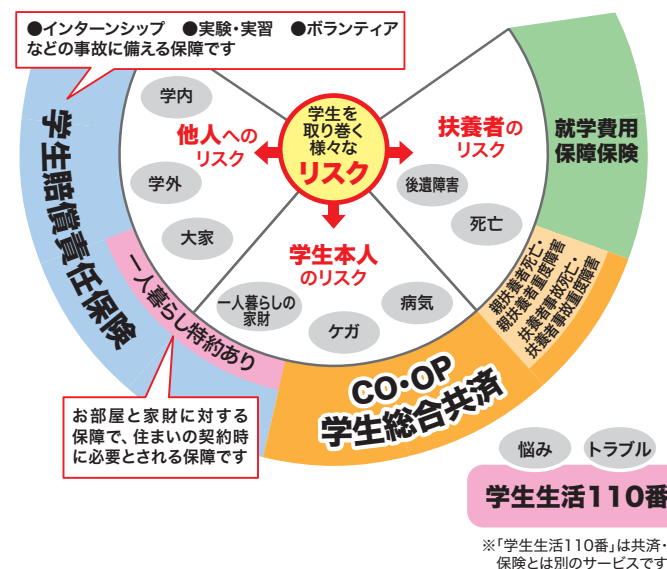 ●インターンシップ ●実験・実習 ●ボランティア
などの事故に備える保障です
学生を
取り巻く
様々な
リスク
他人への
リスク
学内
学外
大家
扶養者の
リスク
後遺障害
死亡
学生本人
のリスク
一人暮らしの
家財
ケガ
病気
学生賠償責任保険
一人暮らし特約あり
お部屋と家財に対する
保障で、住まいの契約時
に必要とされる保障です
CO・OP
学生総合共済
親扶養者死亡・
親扶養者重度障害
扶養者事故死亡・
扶養者事故重度障害
就学費用
保障保険
悩み
トラブル
学生生活110番
※「学生生活110番」は共済・
保険とは別のサービスです